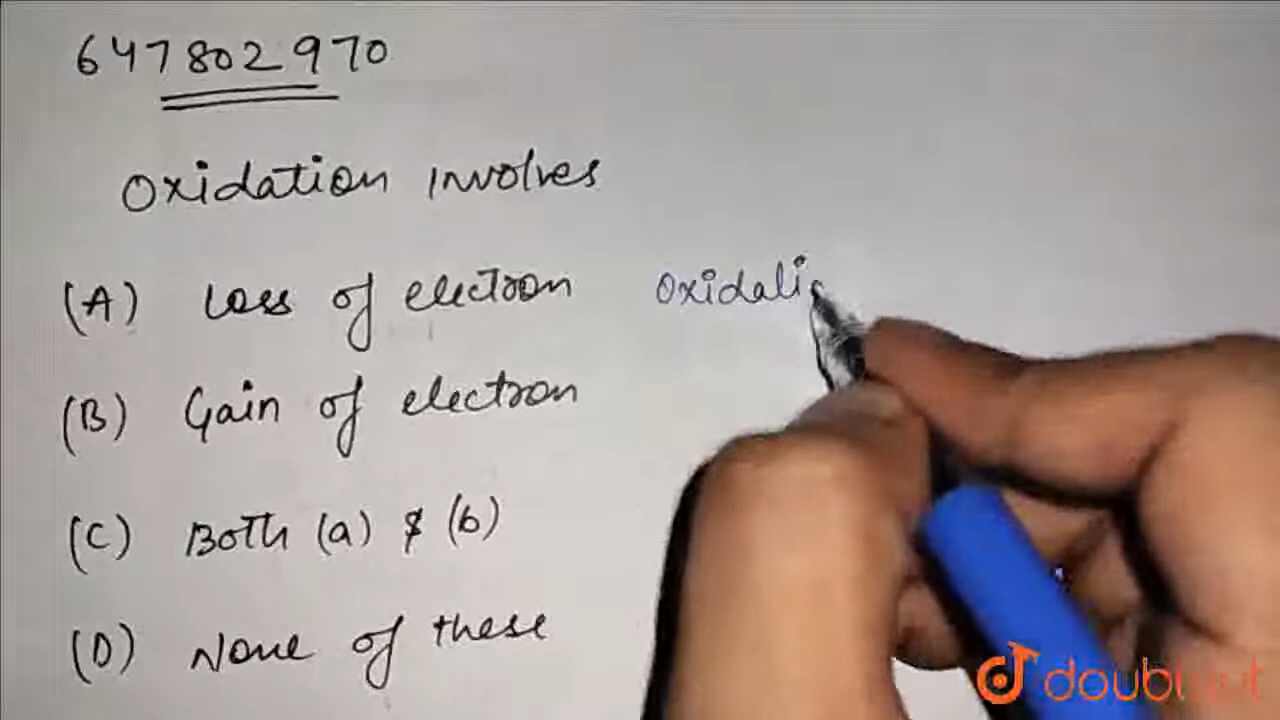 647802970
Oxidation involves
(A) Loss of electron
Oxidati
(B) Gain of electron
(C) Both (a) & (b)
(D) None of these
doubtnut